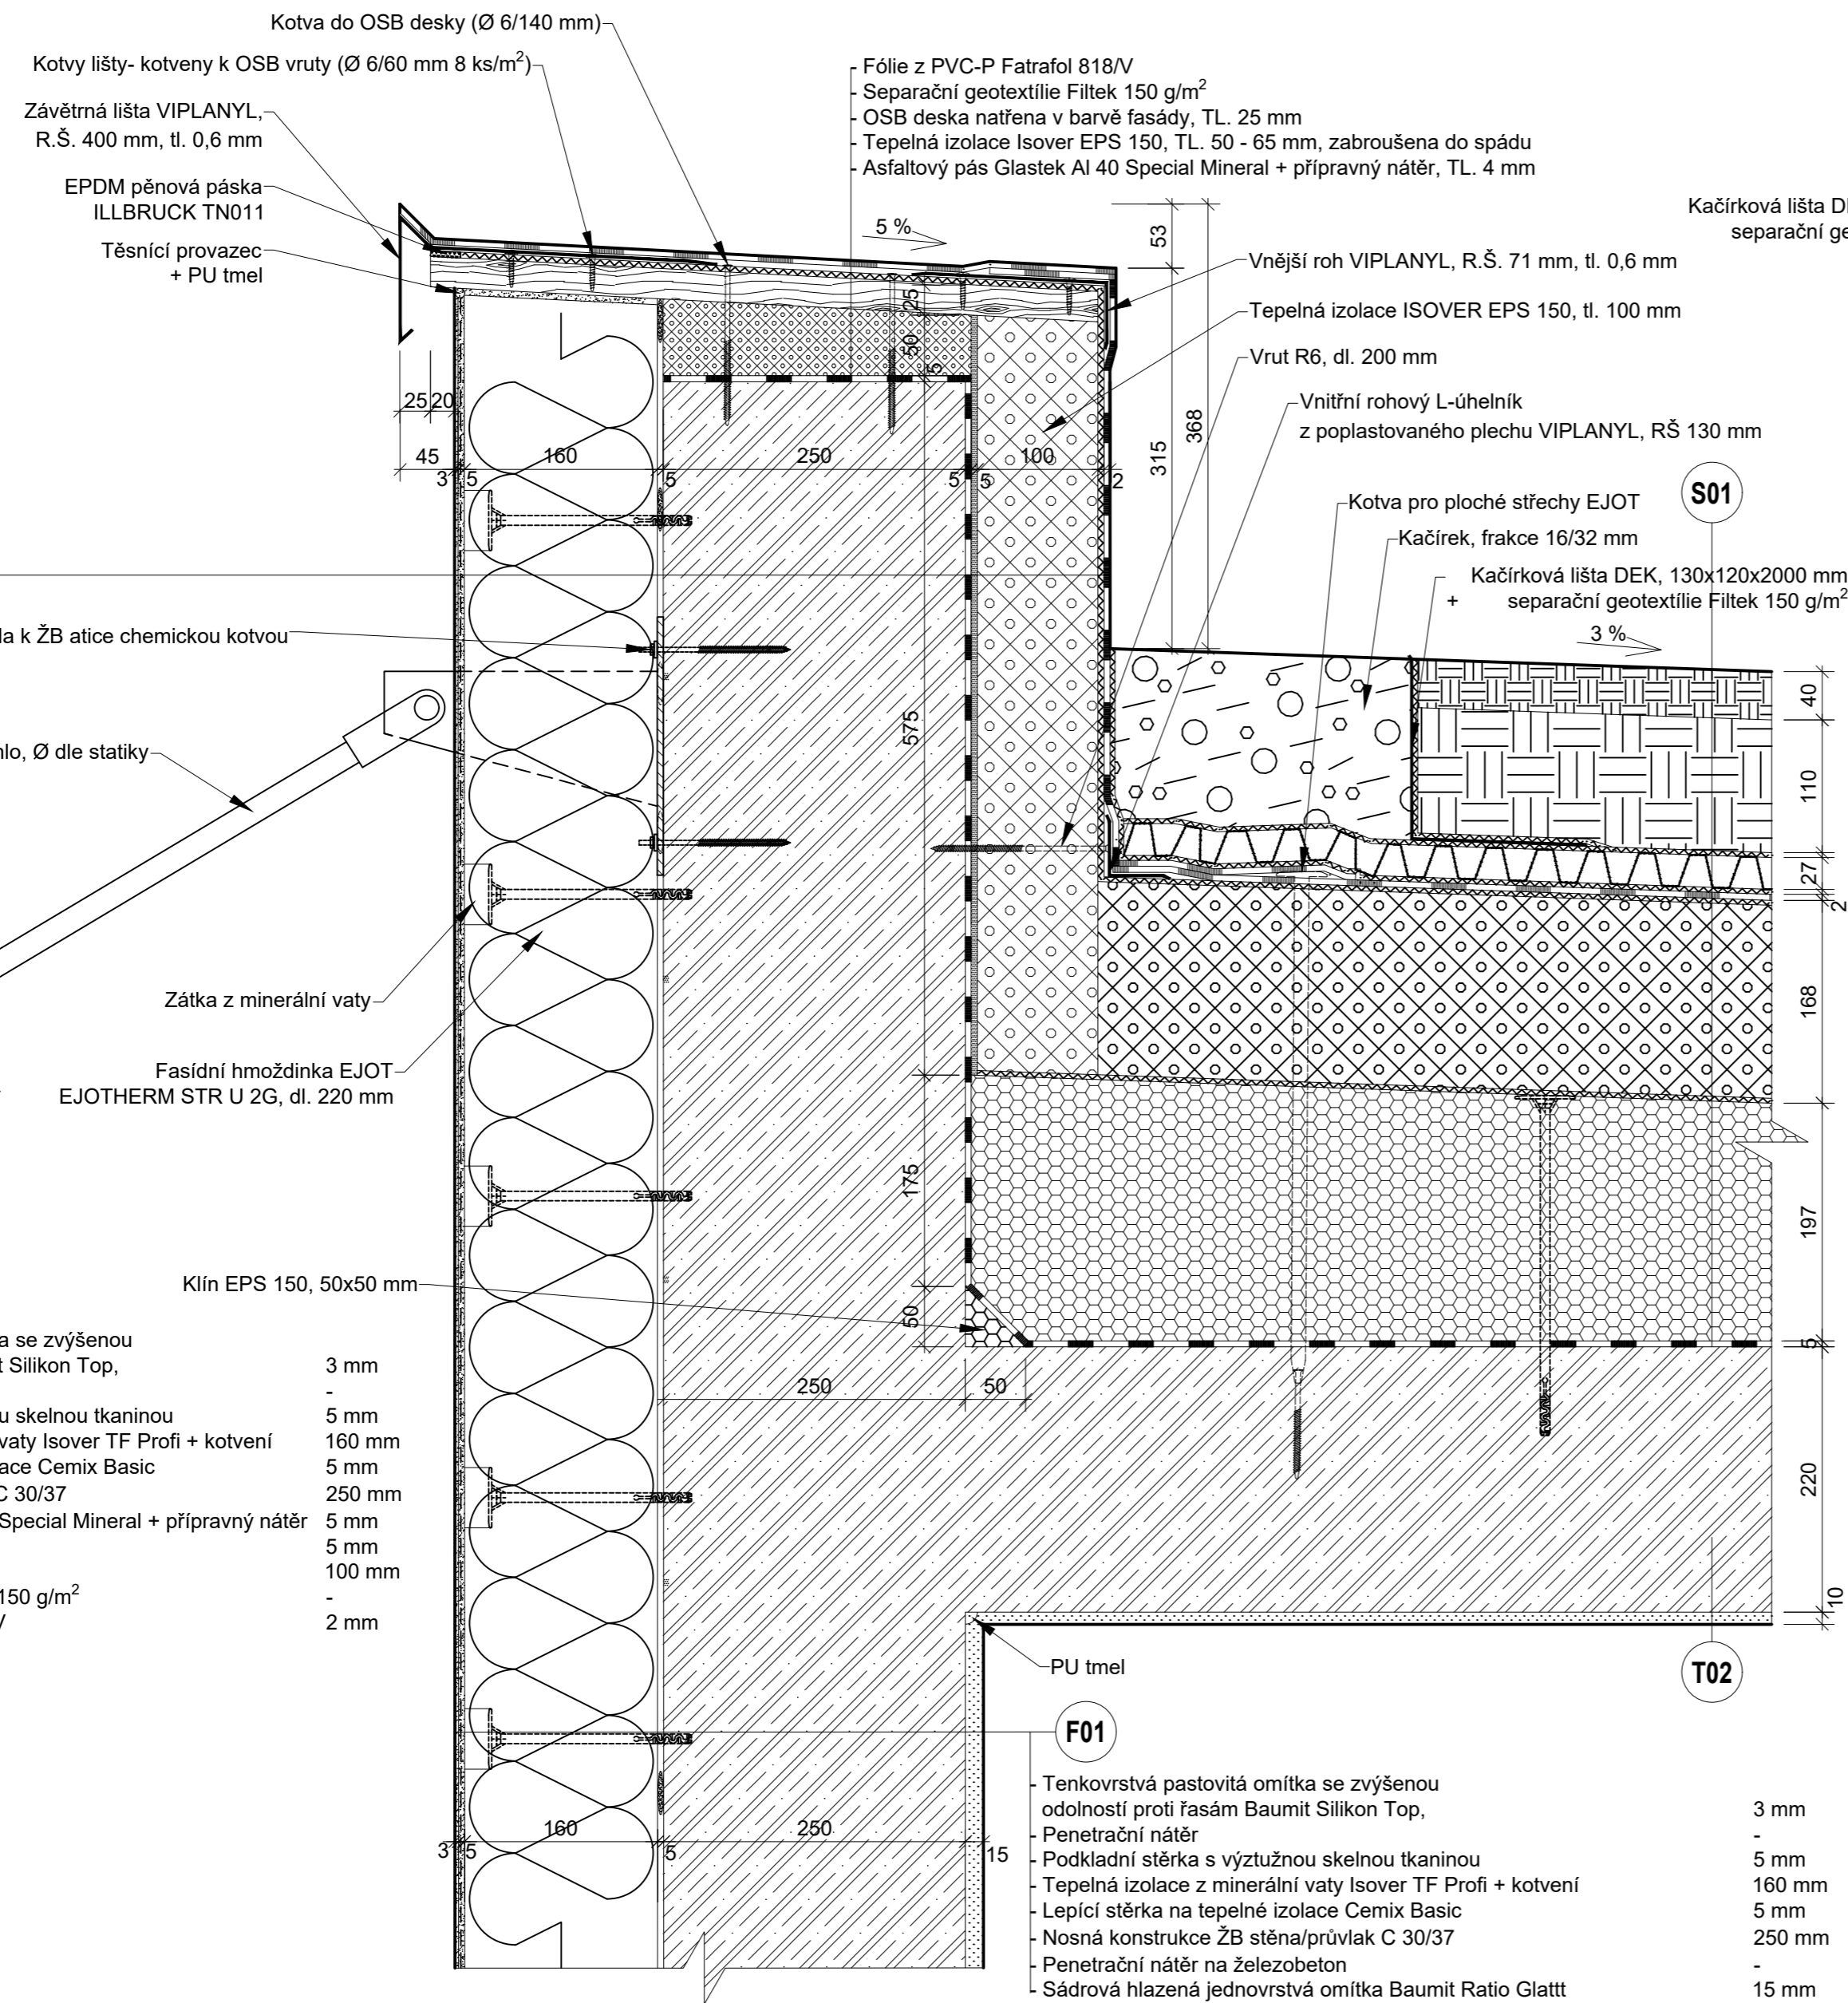 Kotva do OSB desky (Ø 6/140 mm)
Kotvy lišty- kotveny k OSB vruty (Ø 6/60 mm 8 ks/m²)
Závětrná lišta VIPLANYL,
R.Š. 400 mm, tl. 0,6 mm
EPDM pěnová páska
ILLBRUCK TN011
Těsnící provazec
+ PU tmel
- Fólie z PVC-P Fatrafol 818/V
- Separační geotextílie Filtek 150 g/m²
- OSB deska natřena v barvě fasády, TL. 25 mm
- Tepelná izolace Isover EPS 150, TL. 50 - 65 mm, zabroušena do spádu
- Asfaltový pás Glastek Al 40 Special Mineral + přípravný nátěr, TL. 4 mm
Kačírková lišta D
separační ge
5 %
53
Vnější roh VIPLANYL, R.Š. 71 mm, tl. 0,6 mm
25
Tepelná izolace ISOVER EPS 150, tl. 100 mm
50
5
Vrut R6, dl. 200 mm
25
20
Vnitřní rohový L-úhelník
z poplastovaného plechu VIPLANYL, RŠ 130 mm
368
315
45
3
5
160
5
250
5
5
100
2
S01
Kotva pro ploché střechy EJOT
Kačírek, frakce 16/32 mm
Kačírková lišta DEK, 130x120x2000 mm
+ separační geotextílie Filtek 150 g/m²
3 %
la k ŽB atice chemickou kotvou
40
hlo, Ø dle statiky
575
110
27
2
Zátka z minerální vaty
168
Fasídní hmoždinka EJOT
EJOTHERM STR U 2G, dl. 220 mm
175
197
Klín EPS 150, 50x50 mm
50
5
250
50
a se zvýšenou
t Silikon Top, 3 mm
-
u skelnou tkaninou 5 mm
vaty Isover TF Profi + kotvení 160 mm
ace Cemix Basic 5 mm
C 30/37 250 mm
Special Mineral + přípravný nátěr 5 mm
5 mm
100 mm
150 g/m² -
V 2 mm
220
10
PU tmel
T02
F01
3
5
160
5
250
15
- Tenkovrstvá pastovitá omítka se zvýšenou
odolností proti řasám Baumit Silikon Top, 3 mm
- Penetrační nátěr -
- Podkladní stěrka s výztužnou skelnou tkaninou 5 mm
- Tepelná izolace z minerální vaty Isover TF Profi + kotvení 160 mm
- Lepící stěrka na tepelné izolace Cemix Basic 5 mm
- Nosná konstrukce ŽB stěna/průvlak C 30/37 250 mm
- Penetrační nátěr na železobeton -
- Sádrová hlazená jednovrstvá omítka Baumit Ratio Glattt 15 mm